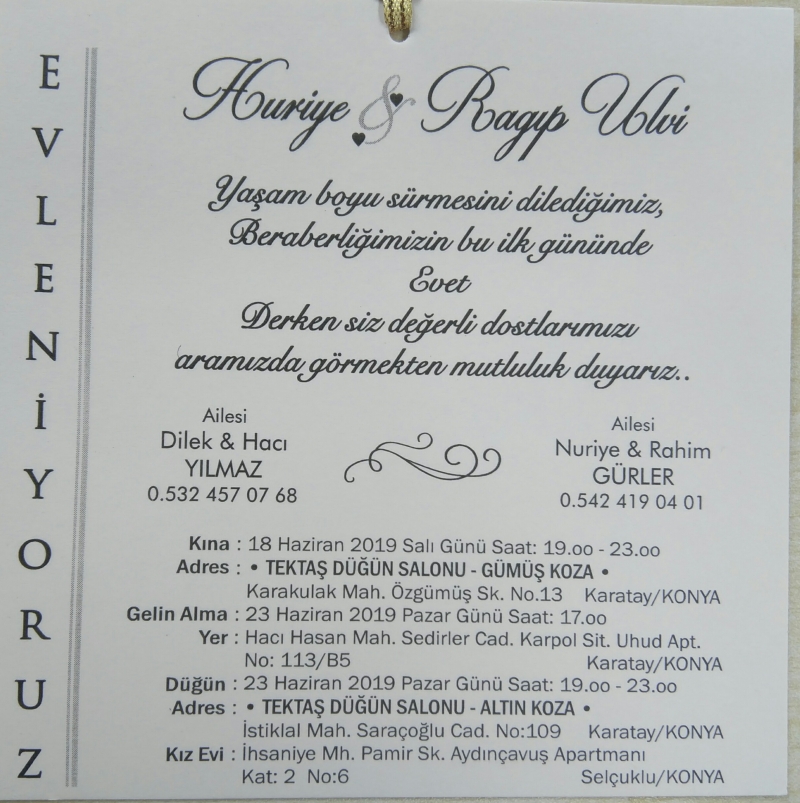 EVLENİYORUZ
Huriye & Ragıp Ulvi
Yaşam boyu sürmesini dilediğimiz,
Beraberliğimizin bu ilk gününde
Evet
Derken siz değerli dostlarımızı
aramızda görmekten mutluluk duyarız..
Ailesi
Dilek & Hacı
YILMAZ
0.532 457 07 68
Ailesi
Nuriye & Rahim
GÜRLER
0.542 419 04 01
Kına : 18 Haziran 2019 Salı Günü Saat: 19.oo - 23.oo
Adres : • TEKTAŞ DÜĞÜN SALONU - GÜMÜŞ KOZA •
Karakulak Mah. Özgümüş Sk. No.13 Karatay/KONYA
Gelin Alma : 23 Haziran 2019 Pazar Günü Saat: 17.oo
Yer : Hacı Hasan Mah. Sedirler Cad. Karpol Sit. Uhud Apt.
No: 113/B5 Karatay/KONYA
Düğün : 23 Haziran 2019 Pazar Günü Saat: 19.oo - 23.oo
Adres : • TEKTAŞ DÜĞÜN SALONU - ALTIN KOZA •
İstiklal Mah. Saraçoğlu Cad. No:109 Karatay/KONYA
Kız Evi : İhsaniye Mh. Pamir Sk. Aydınçavuş Apartmanı
Kat: 2 No:6 Selçuklu/KONYA